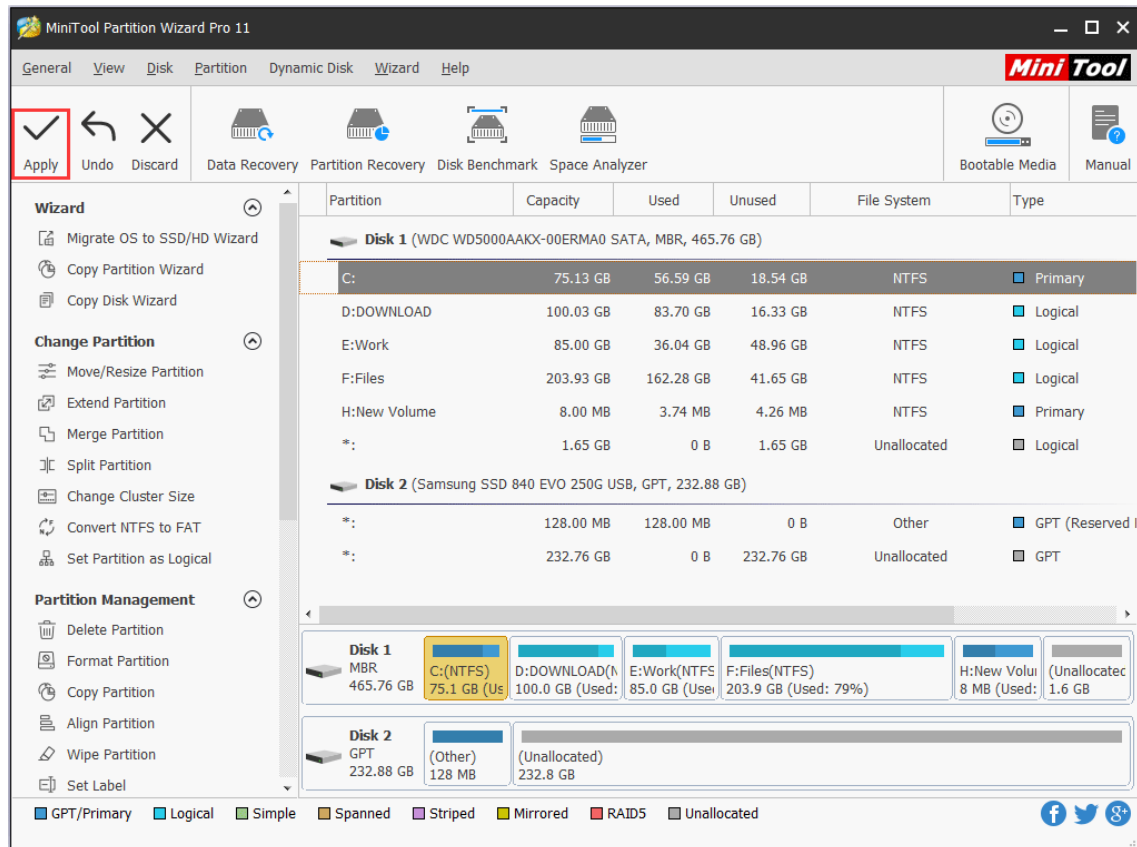 MiniTool Partition Wizard Pro 11
General View Disk Partition Dynamic Disk Wizard Help
Mini Tool
Apply Undo Discard Data Recovery Partition Recovery Disk Benchmark Space Analyzer Bootable Media Manual
Wizard
Migrate OS to SSD/HD Wizard
Copy Partition Wizard
Copy Disk Wizard
Change Partition
Move/Resize Partition
Extend Partition
Merge Partition
Split Partition
Change Cluster Size
Convert NTFS to FAT
Set Partition as Logical
Partition Management
Delete Partition
Format Partition
Copy Partition
Align Partition
Wipe Partition
Set Label
Partition Capacity Used Unused File System Type
Disk 1 (WDC WD5000AAKX-00ERMA0 SATA, MBR, 465.76 GB)
C: 75.13 GB 56.59 GB 18.54 GB NTFS Primary
D:DOWNLOAD 100.03 GB 83.70 GB 16.33 GB NTFS Logical
E:Work 85.00 GB 36.04 GB 48.96 GB NTFS Logical
F:Files 203.93 GB 162.28 GB 41.65 GB NTFS Logical
H:New Volume 8.00 MB 3.74 MB 4.26 MB NTFS Primary
*: 1.65 GB 0 B 1.65 GB Unallocated Logical
Disk 2 (Samsung SSD 840 EVO 250G USB, GPT, 232.88 GB)
*: 128.00 MB 128.00 MB 0 B Other GPT (Reserved
*: 232.76 GB 0 B 232.76 GB Unallocated GPT
Disk 1
MBR
465.76 GB
C:(NTFS)
75.1 GB (Us
D:DOWNLOAD(N
100.0 GB (Used:
E:Work(NTFS
85.0 GB (Use
F:Files(NTFS)
203.9 GB (Used: 79%)
H:New Volu
8 MB (Used:
(Unallocatec
1.6 GB
Disk 2
GPT
232.88 GB
(Other)
128 MB
(Unallocated)
232.8 GB
GPT/Primary Logical Simple Spanned Striped Mirrored RAID5 Unallocated